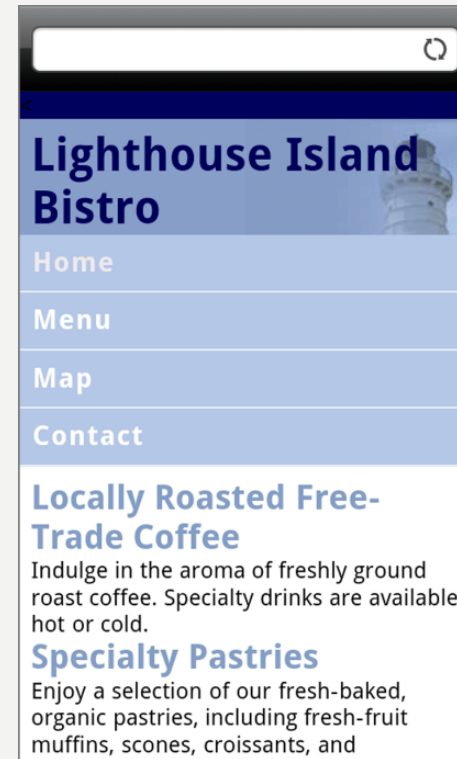 <
Lighthouse Island
Bistro
Home
Menu
Map
Contact
Locally Roasted Free-
Trade Coffee
Indulge in the aroma of freshly ground
roast coffee. Specialty drinks are available
hot or cold.
Specialty Pastries
Enjoy a selection of our fresh-baked,
organic pastries, including fresh-fruit
muffins, scones, croissants, and